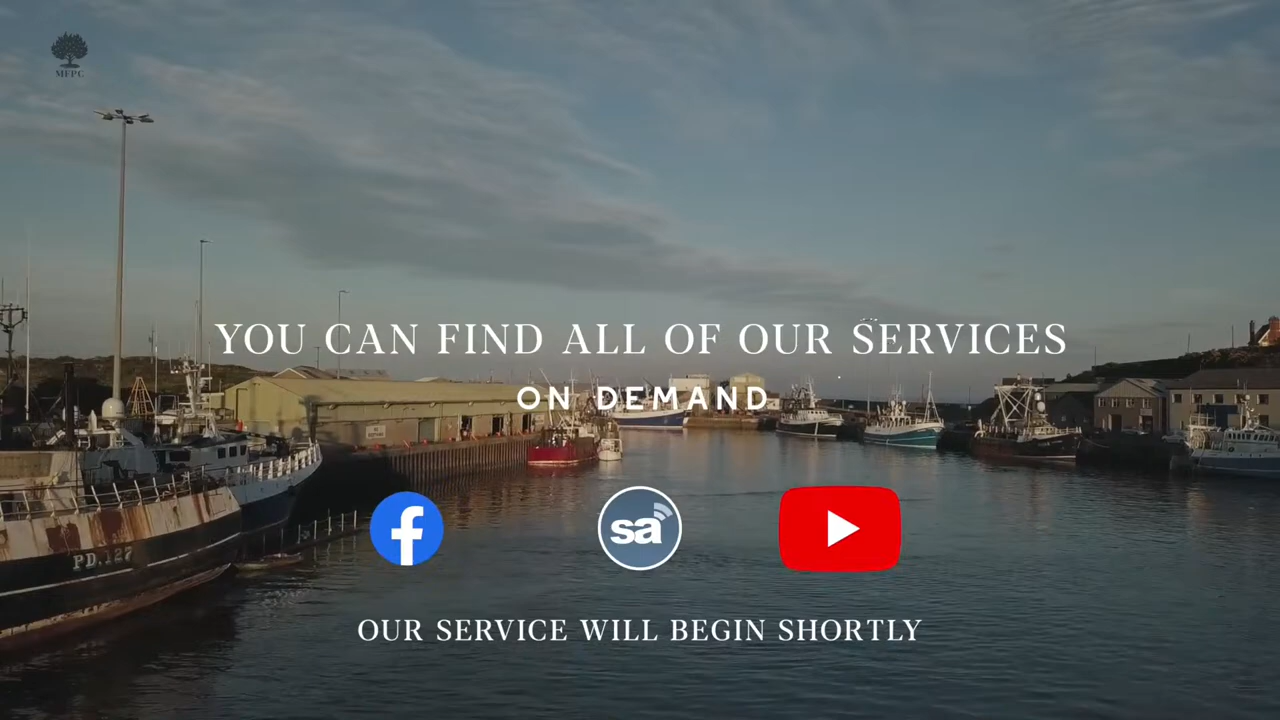 MFPC
YOU CAN FIND ALL OF OUR SERVICES
ON DEMAND
sa
OUR SERVICE WILL BEGIN SHORTLY
PD.127